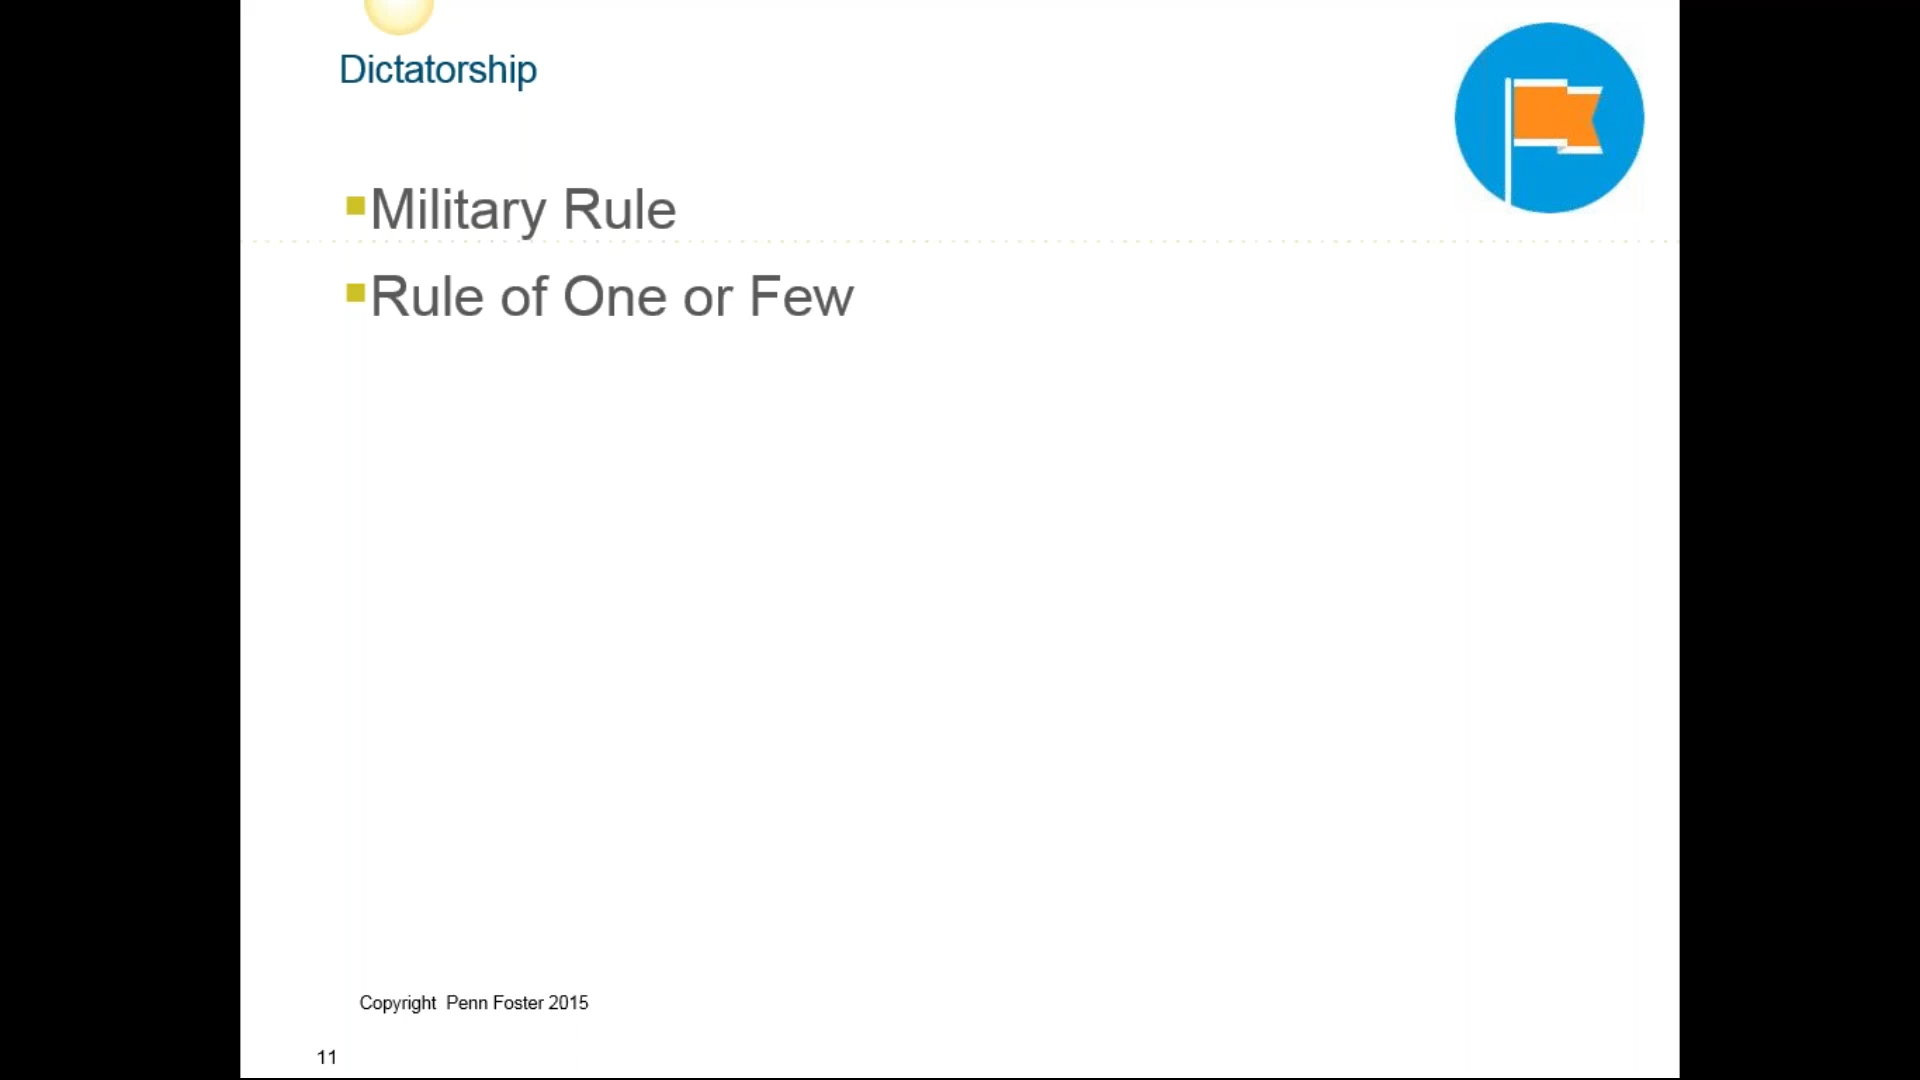 Dictatorship
Military Rule
Rule of One or Few
Copyright Penn Foster 2015
11